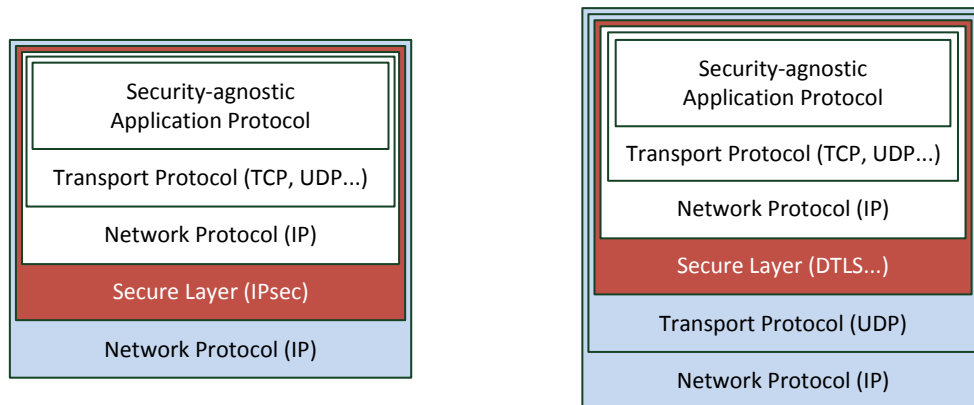 Security-agnostic
Application Protocol
Transport Protocol (TCP, UDP...)
Network Protocol (IP)
Secure Layer (IPsec)
Network Protocol (IP)
Security-agnostic
Application Protocol
Transport Protocol (TCP, UDP...)
Network Protocol (IP)
Secure Layer (DTLS...)
Transport Protocol (UDP)
Network Protocol (IP)